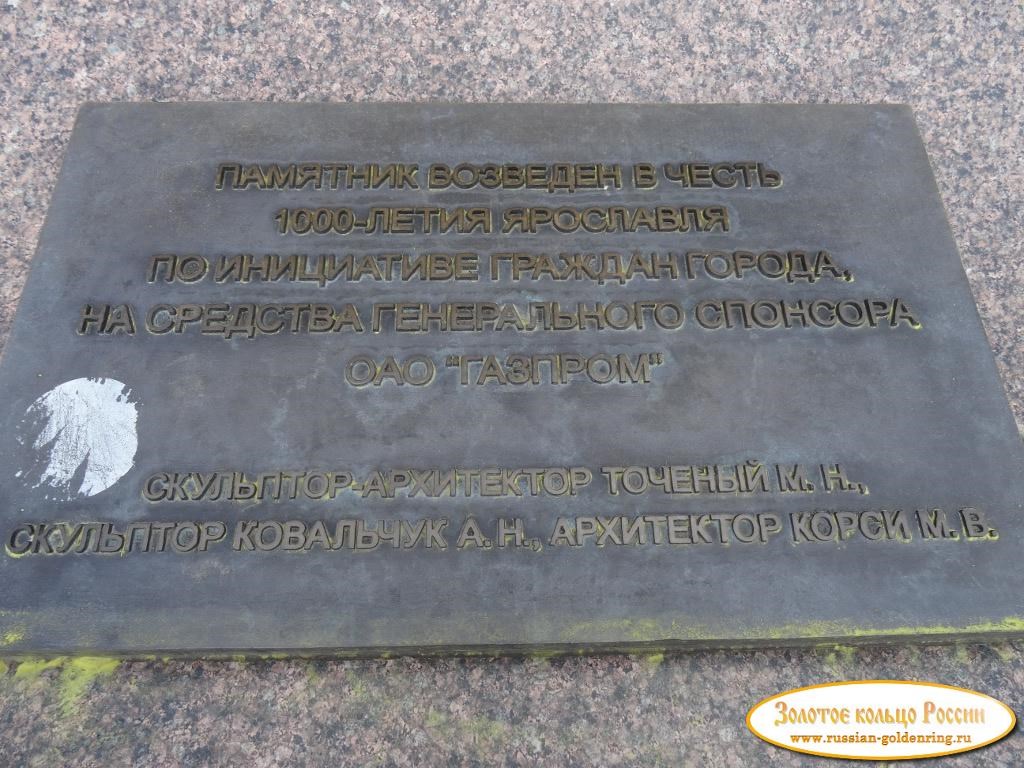 ПАМЯТНИК ВОЗВЕДЕН В ЧЕСТЬ
1000-ЛЕТИЯ ЯРОСЛАВЛЯ
ПО ИНИЦИАТИВЕ ГРАЖДАН ГОРОДА,
НА СРЕДСТВА ГЕНЕРАЛЬНОГО СПОНСОРА
ОАО "ГАЗПРОМ"
СКУЛЬПТОР-АРХИТЕКТОР ТОЧЕНЫЙ М. Н.,
СКУЛЬПТОР КОВАЛЬЧУК А. Н., АРХИТЕКТОР КОРСИ М. В.
Золотое кольцо России
www.russian-goldenring.ru